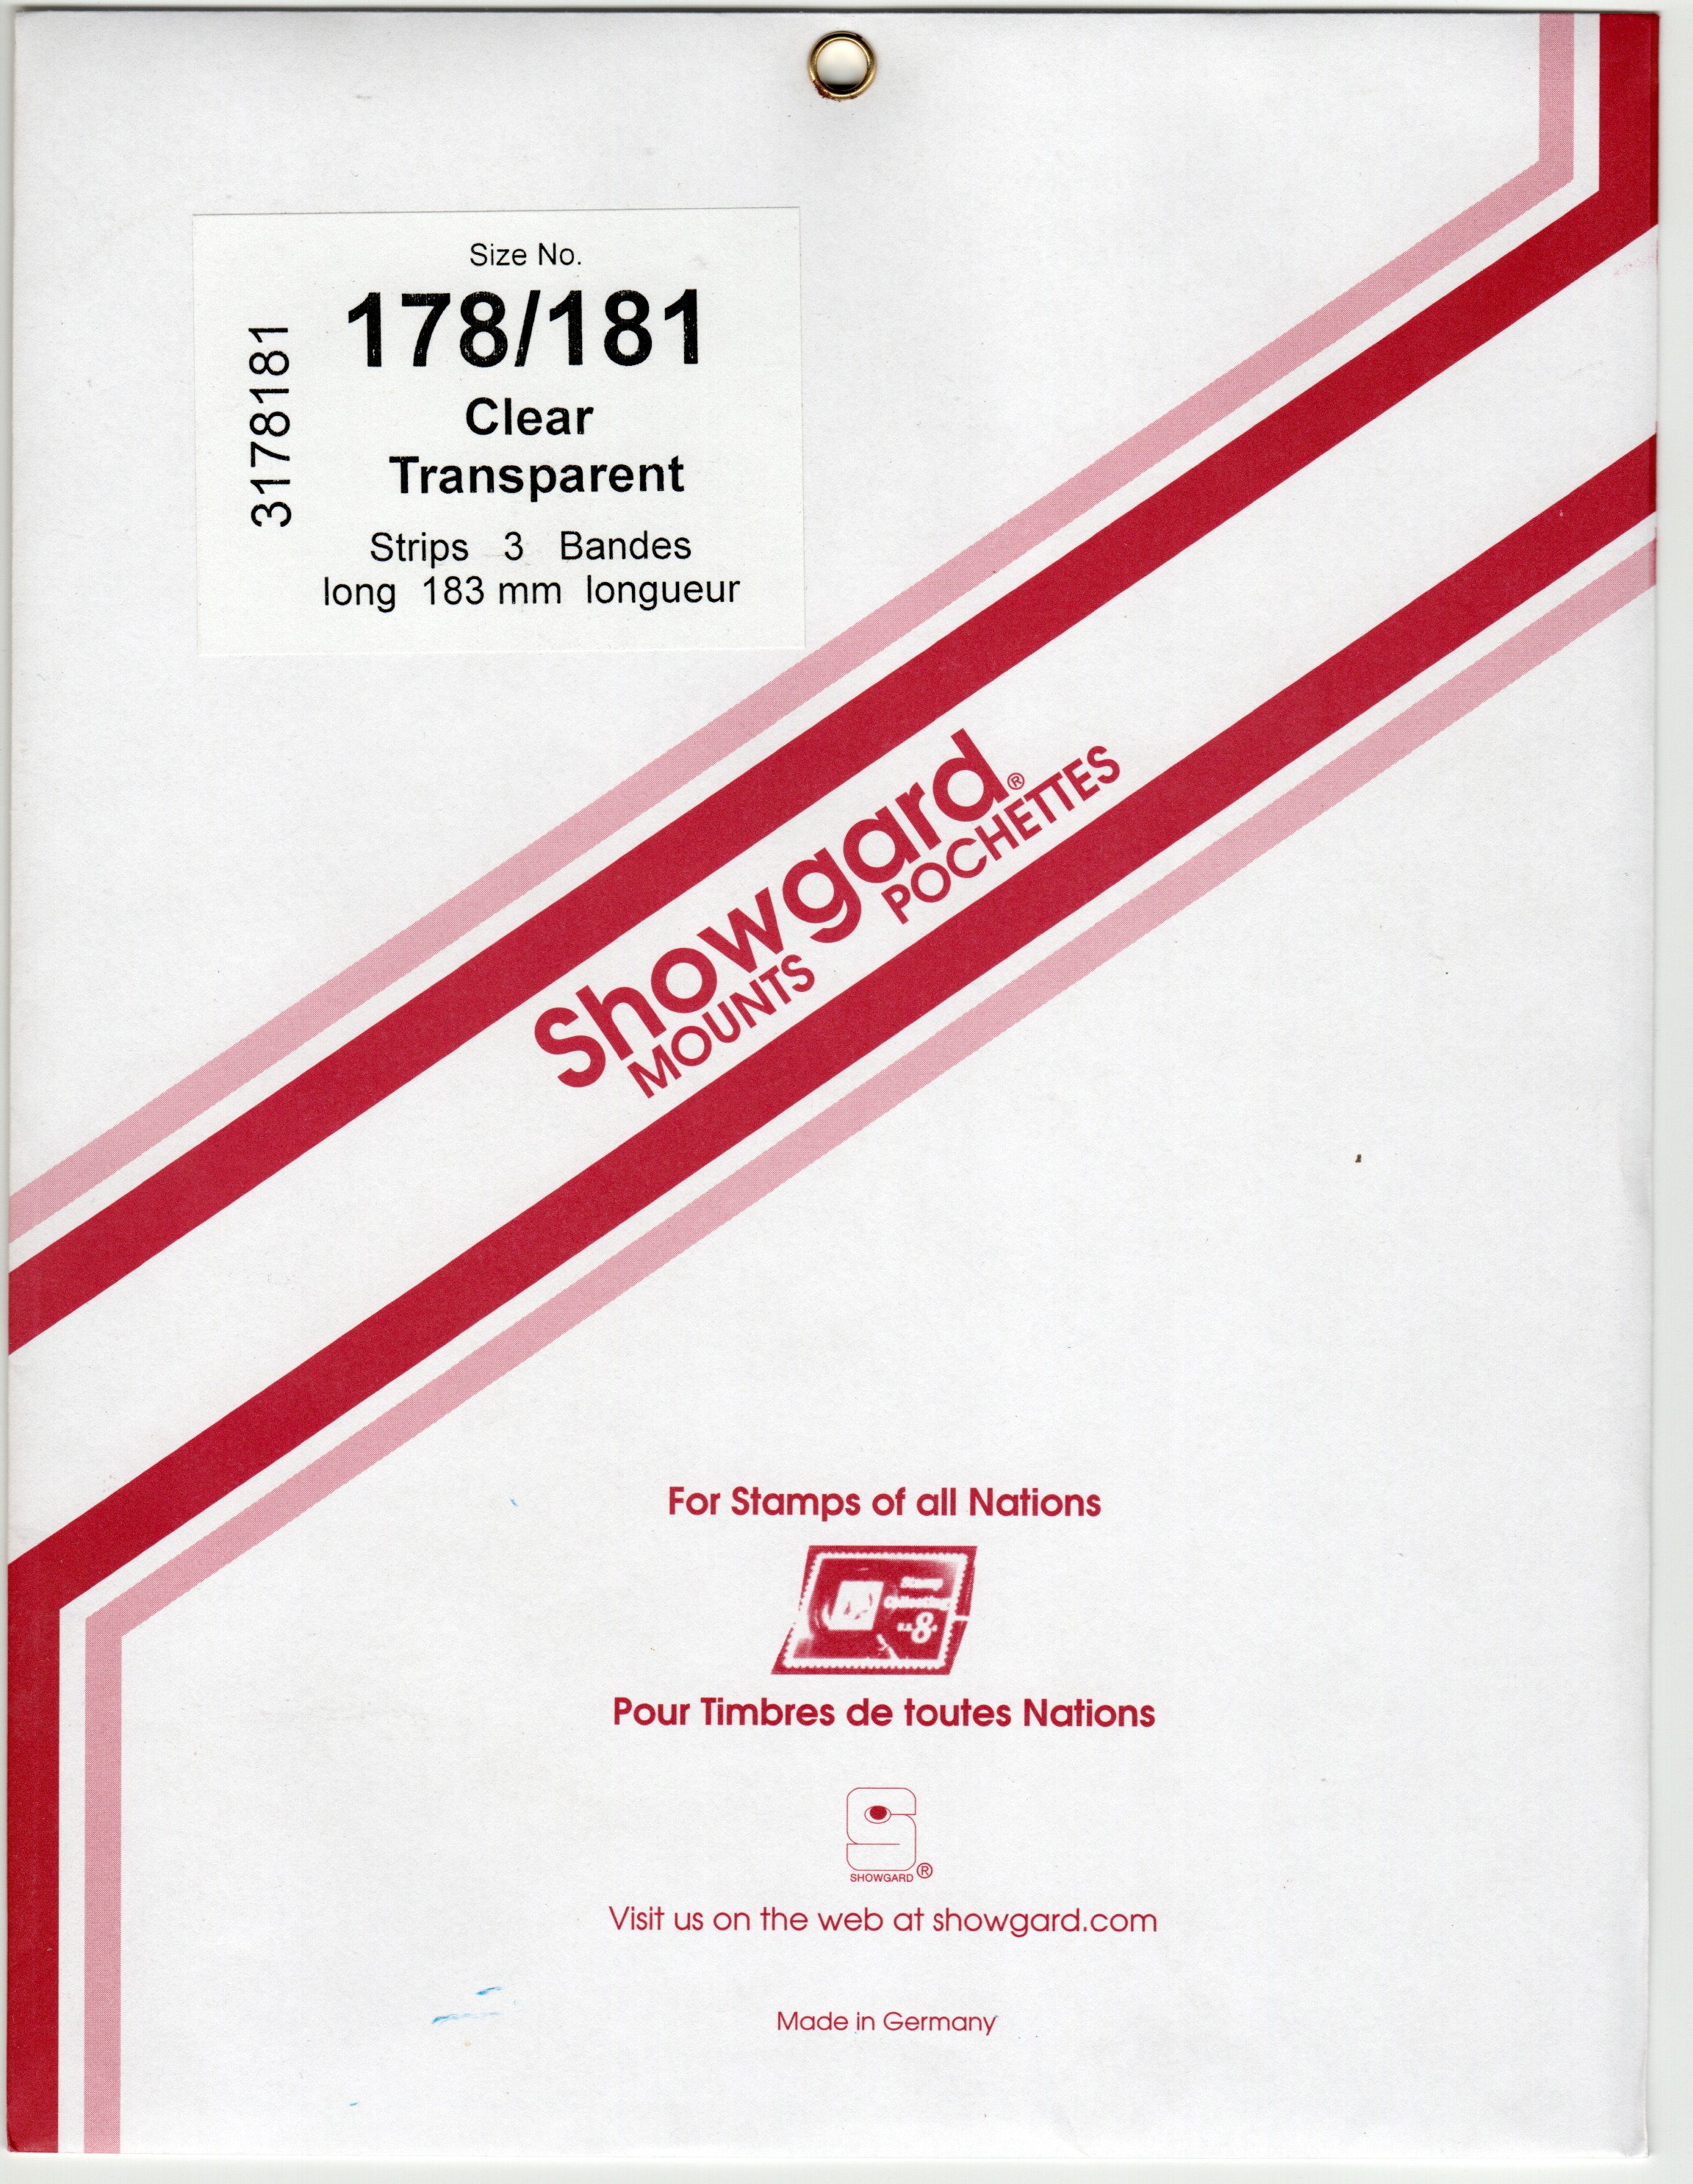 Size No.
178/181
Clear
Transparent
Strips 3 Bandes
long 183 mm longueur
3178181
Showgard®
MOUNTS POCHETTES
For Stamps of all Nations
Stamp
U.S. 8
Pour Timbres de toutes Nations
SHOWGARD ®
Visit us on the web at showgard.com
Made in Germany